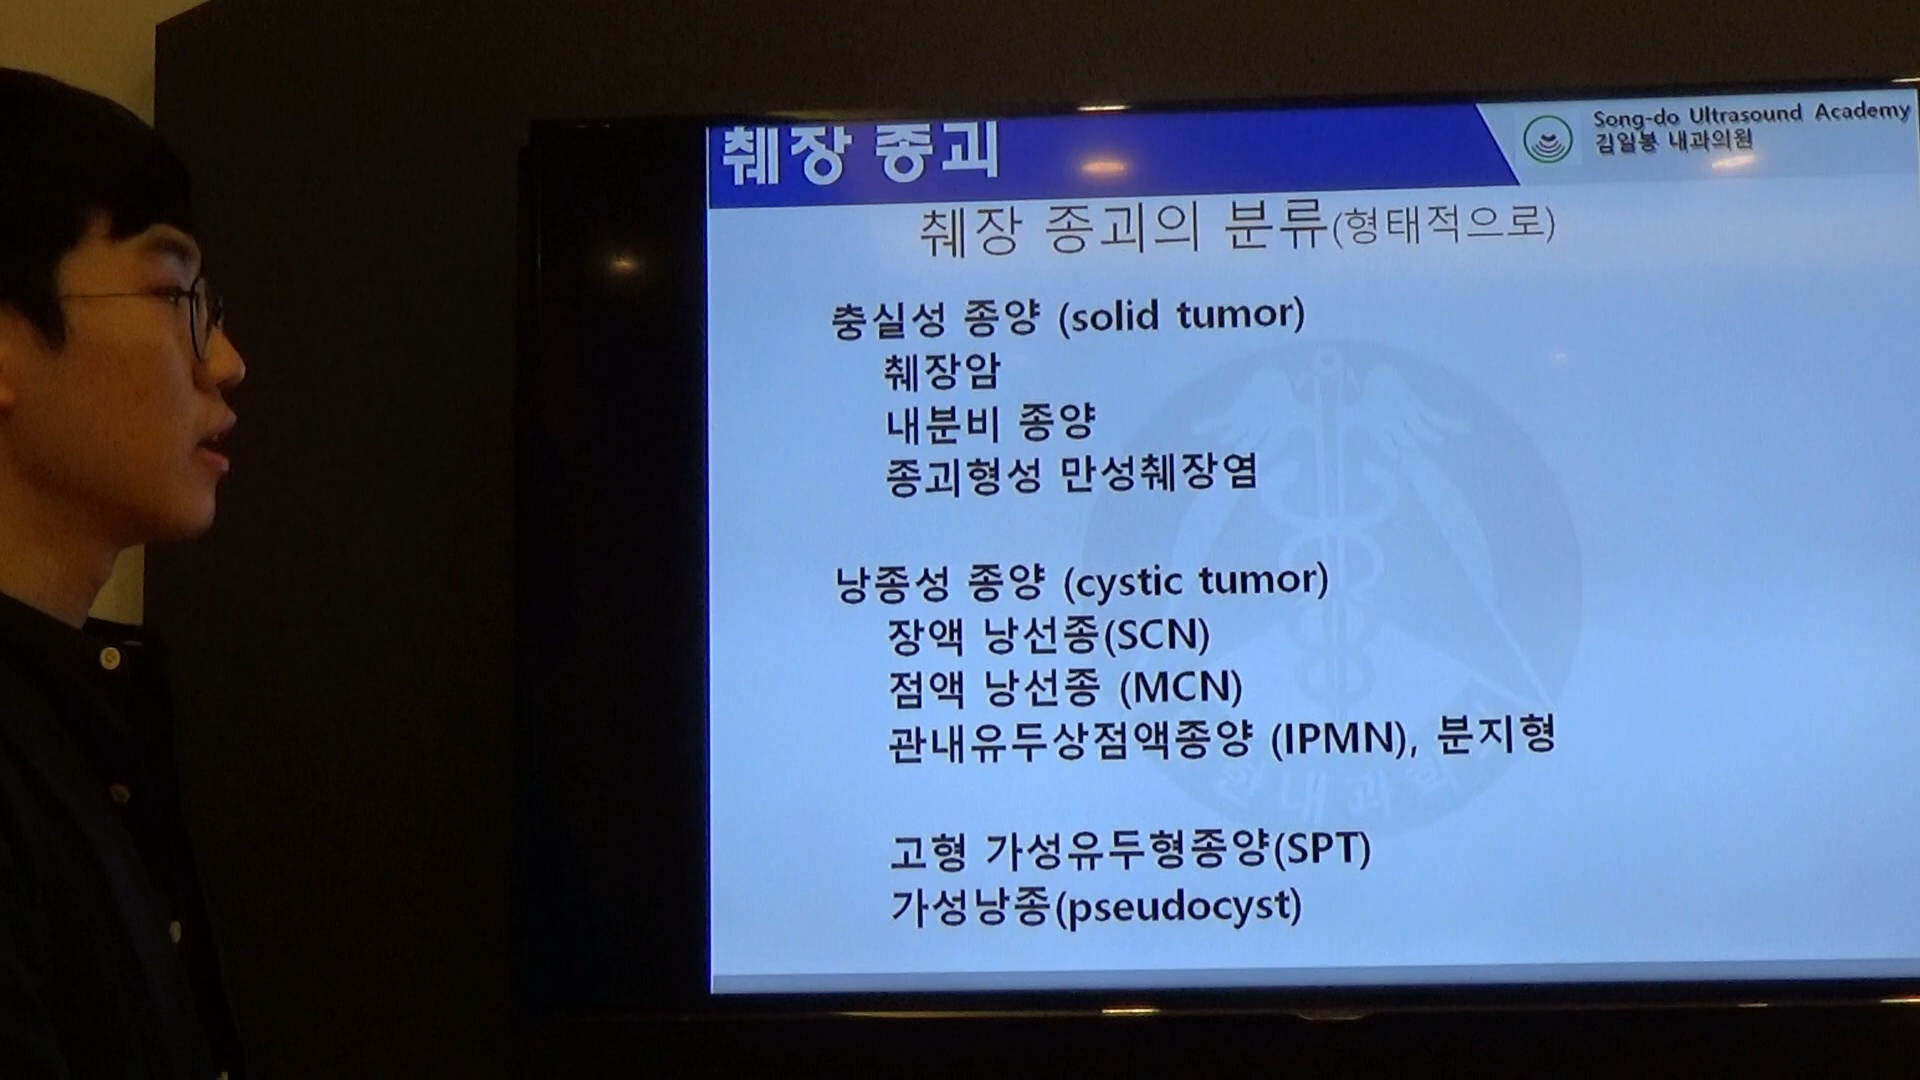 췌장 종괴
Song-do Ultrasound Academy
김일봉 내과의원
췌장 종괴의 분류(형태적으로)
충실성 종양 (solid tumor)
췌장암
내분비 종양
종괴형성 만성췌장염
낭종성 종양 (cystic tumor)
장액 낭선종(SCN)
점액 낭선종 (MCN)
관내유두상점액종양 (IPMN), 분지형
고형 가성유두형종양(SPT)
가성낭종(pseudocyst)